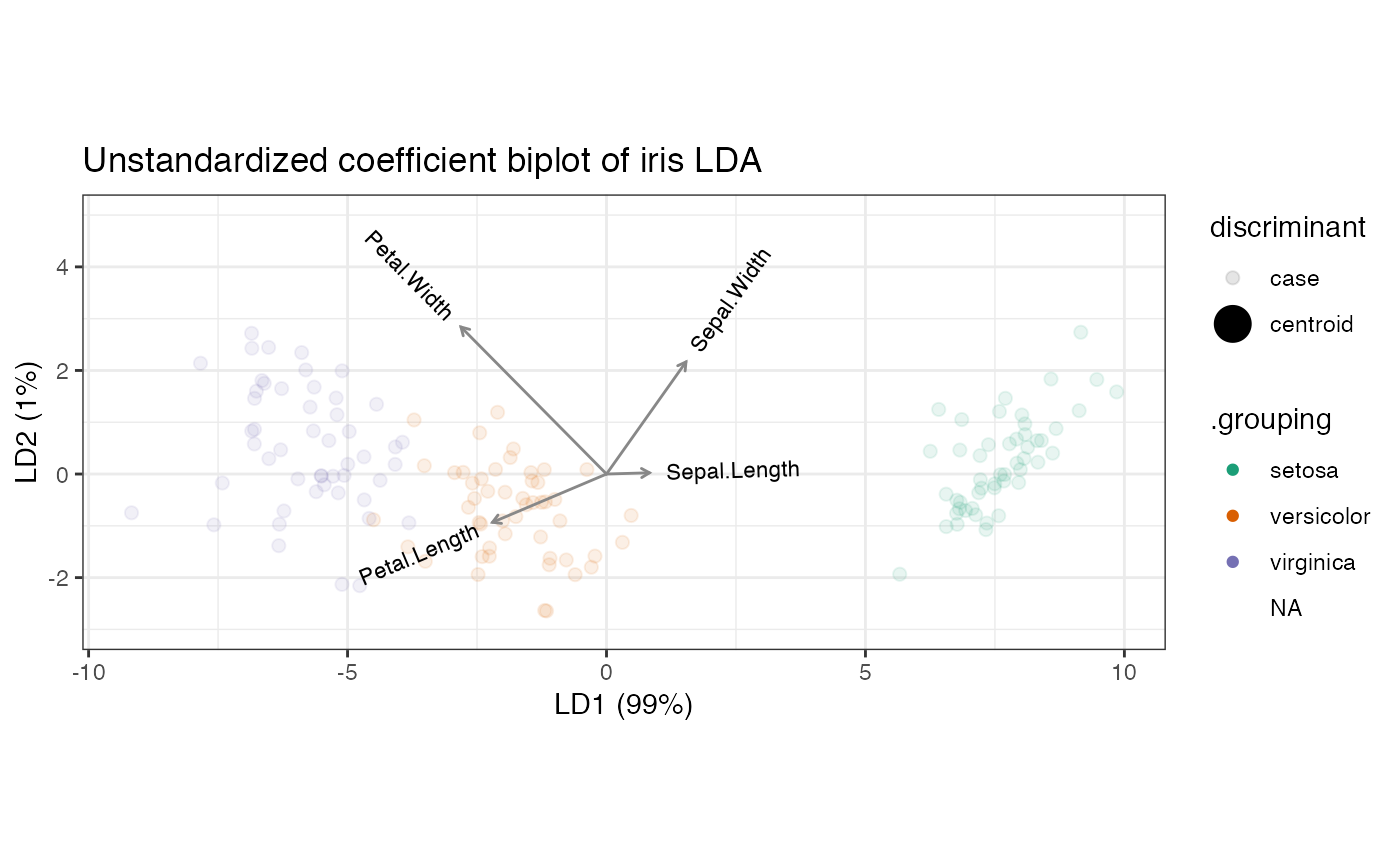 Unstandardized coefficient biplot of iris LDA
LD2 (1%)
4
2
0
-2
Petal.Width
Sepal.Width
Sepal.Length
Petal.Length
-10
-5
0
5
10
LD1 (99%)
discriminant
case
centroid
.grouping
setosa
versicolor
virginica
NA